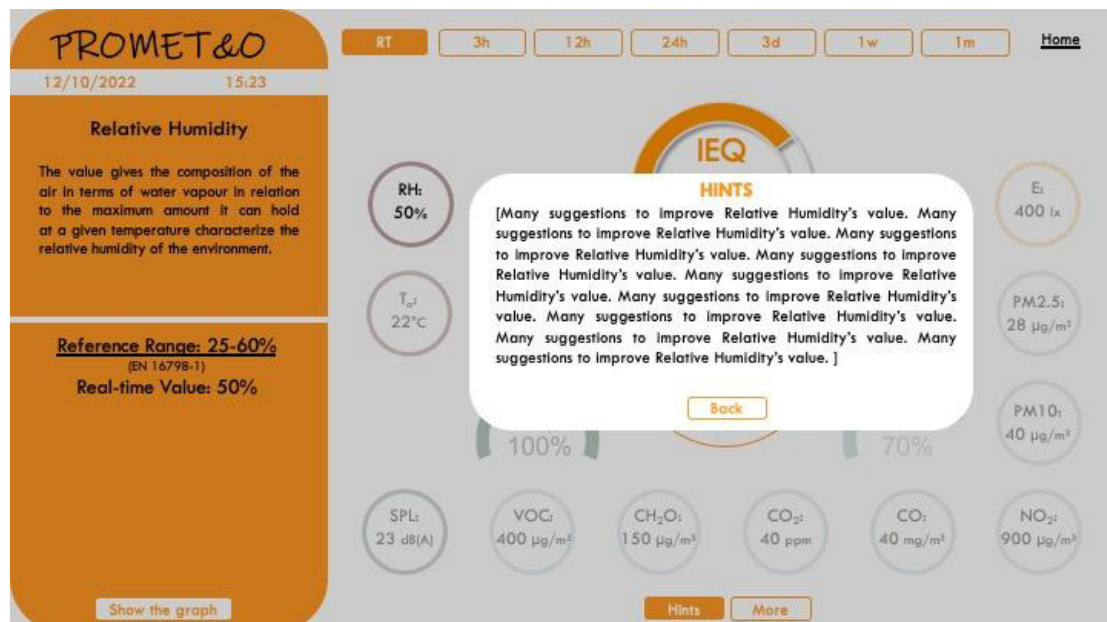 PROMET&O
12/10/2022 15:23
Relative Humidity
The value gives the composition of the
air in terms of water vapour in relation
to the maximum amount it can hold
at a given temperature characterize the
relative humidity of the environment.
Reference Range: 25-60%
(EN 16798-1)
Real-time Value: 50%
Show the graph
RT 3h 12h 24h 3d 1w 1m Home
IEQ
RH:
50%
Ta:
22°C
HINTS
[Many suggestions to improve Relative Humidity's value. Many
suggestions to improve Relative Humidity's value. Many suggestions
to improve Relative Humidity's value. Many suggestions to improve
Relative Humidity's value. Many suggestions to improve Relative
Humidity's value. Many suggestions to improve Relative Humidity's
value. Many suggestions to improve Relative Humidity's value.
Many suggestions to improve Relative Humidity's value. Many
suggestions to improve Relative Humidity's value. ]
Back
100%
70%
E:
400 lx
PM2.5:
28 µg/m³
PM10:
40 µg/m³
SPL:
23 dB(A)
VOC:
400 µg/m³
CH₂O:
150 µg/m³
CO₂:
40 ppm
CO:
40 mg/m³
NO₂:
900 µg/m³
Hints More